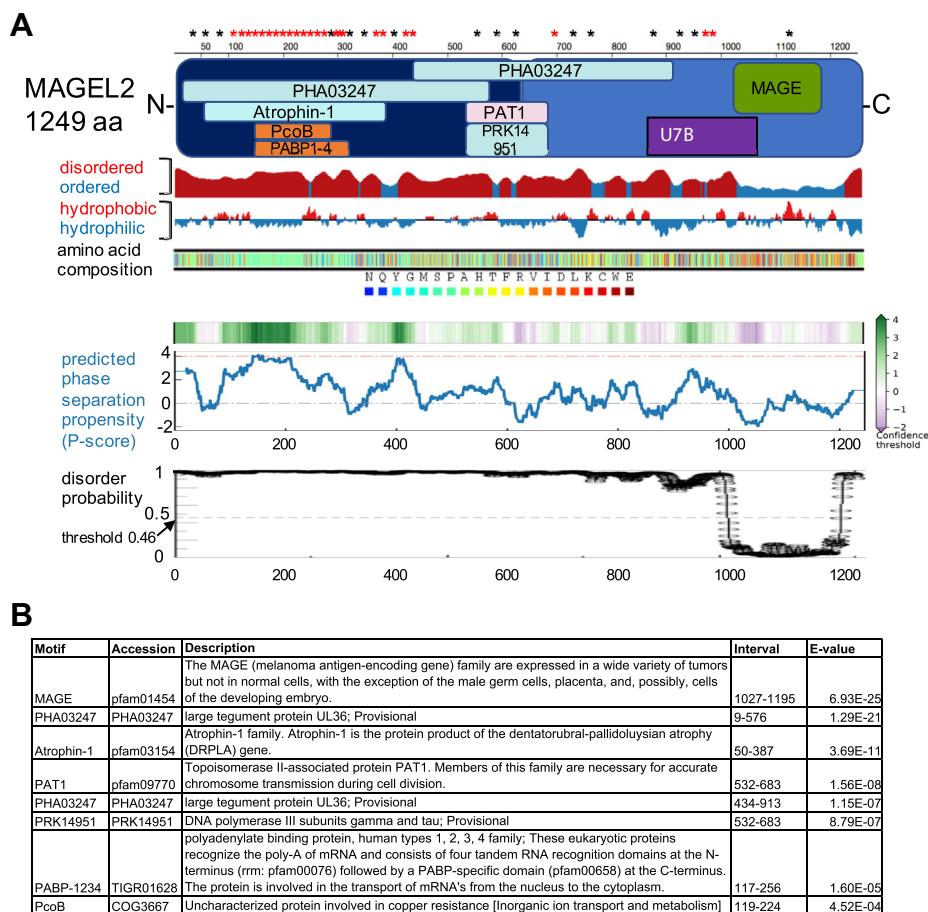 A
* * * * * * * * * * * * * * * * * * * * * * * * * * * * * * * * * * * * * * *
50 100 200 300 400 500 600 700 800 900 1000 1100 1200
MAGEL2
1249 aa
N-
-C
PHA03247
PHA03247
MAGE
Atrophin-1
PAT1
PcoB
PRK14
951
U7B
PABP1-4
disordered
ordered
hydrophobic
hydrophilic
amino acid
composition
N Q Y G M S P A H T F R V I D L K C W E
predicted
phase
separation
propensity
(P-score)
4
2
0
-2
0 200 400 600 800 1000 1200
4
3
2
1
0
−1
−2
Confidence
threshold
disorder
probability
threshold 0.46
1
0.5
0
0 200 400 600 800 1000 1200
B
Motif Accession Description Interval E-value
The MAGE (melanoma antigen-encoding gene) family are expressed in a wide variety of tumors
but not in normal cells, with the exception of the male germ cells, placenta, and, possibly, cells
MAGE pfam01454 of the developing embryo. 1027-1195 6.93E-25
PHA03247 PHA03247 large tegument protein UL36; Provisional 9-576 1.29E-21
Atrophin-1 family. Atrophin-1 is the protein product of the dentatorubral-pallidoluysian atrophy
Atrophin-1 pfam03154 (DRPLA) gene. 50-387 3.69E-11
Topoisomerase II-associated protein PAT1. Members of this family are necessary for accurate
PAT1 pfam09770 chromosome transmission during cell division. 532-683 1.56E-08
PHA03247 PHA03247 large tegument protein UL36; Provisional 434-913 1.15E-07
PRK14951 PRK14951 DNA polymerase III subunits gamma and tau; Provisional 532-683 8.79E-07
polyadenylate binding protein, human types 1, 2, 3, 4 family; These eukaryotic proteins
recognize the poly-A of mRNA and consists of four tandem RNA recognition domains at the N-
terminus (rrm: pfam00076) followed by a PABP-specific domain (pfam00658) at the C-terminus.
PABP-1234 TIGR01628 The protein is involved in the transport of mRNA's from the nucleus to the cytoplasm. 117-256 1.60E-05
PcoB COG3667 Uncharacterized protein involved in copper resistance [Inorganic ion transport and metabolism] 119-224 4.52E-04